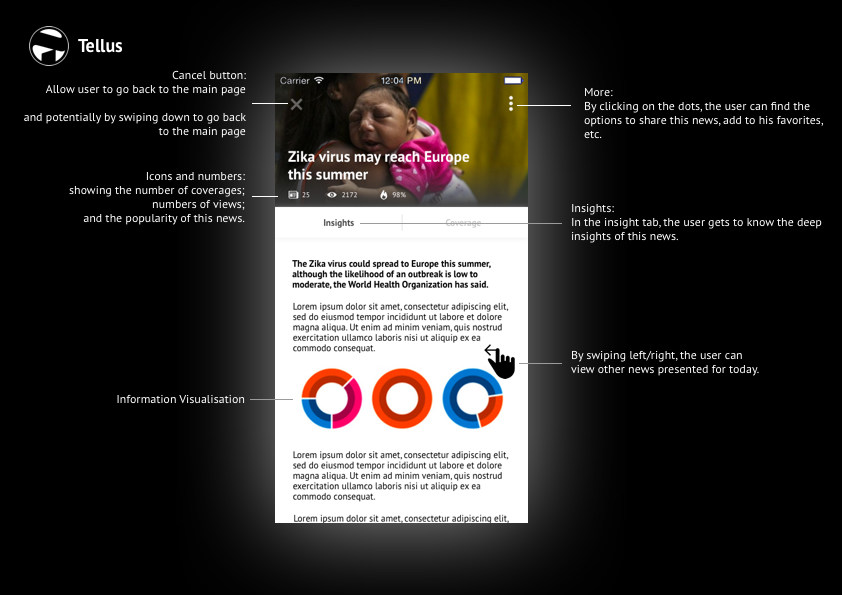 Tellus
Cancel button:
Allow user to go back to the main page
and potentially by swiping down to go back
to the main page
Icons and numbers:
showing the number of coverages;
numbers of views;
and the popularity of this news.
Information Visualisation
Carrier 12:04 PM
Zika virus may reach Europe
this summer
25 2172 98%
Insights Coverage
The Zika virus could spread to Europe this summer,
although the likelihood of an outbreak is low to
moderate, the World Health Organization has said.
Lorem ipsum dolor sit amet, consectetur adipiscing elit,
sed do eiusmod tempor incididunt ut labore et dolore
magna aliqua. Ut enim ad minim veniam, quis nostrud
exercitation ullamco laboris nisi ut aliquip ex ea
commodo consequat.
Lorem ipsum dolor sit amet, consectetur adipiscing elit,
sed do eiusmod tempor incididunt ut labore et dolore
magna aliqua. Ut enim ad minim veniam, quis nostrud
exercitation ullamco laboris nisi ut aliquip ex ea
commodo consequat.
Lorem ipsum dolor sit amet, consectetur adipiscing elit,
More:
By clicking on the dots, the user can find the
options to share this news, add to his favorites,
etc.
Insights:
In the insight tab, the user gets to know the deep
insights of this news.
By swiping left/right, the user can
view other news presented for today.